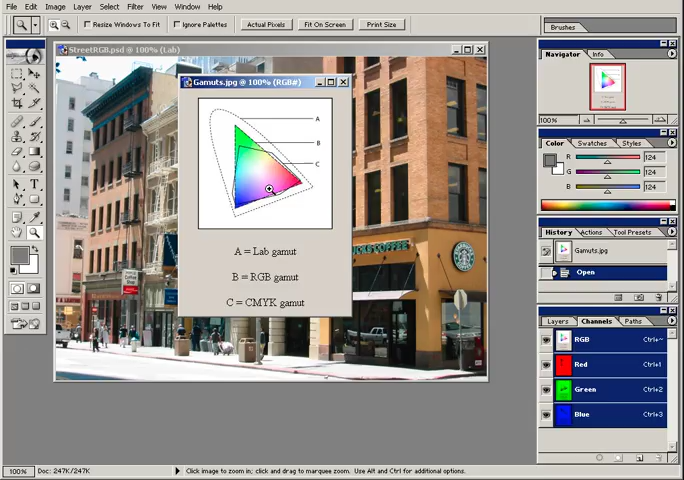 File Edit Image Layer Select Filter View Window Help
Resize Windows To Fit Ignore Palettes Actual Pixels Fit On Screen Print Size
Brushes
StreetRGB.psd @ 100% (Lab)
Gamuts.jpg @ 100% (RGB#)
A
B
C
A = Lab gamut
B = RGB gamut
C = CMYK gamut
COFFEE
Navigator Info
100%
Color Swatches Styles
R 124
G 124
B 124
History Actions Tool Presets
Gamuts.jpg
Open
Layers Channels Paths
RGB Ctrl+~
Red Ctrl+1
Green Ctrl+2
Blue Ctrl+3
100% Doc: 247K/247K Click image to zoom in; click and drag to marquee zoom. Use Alt and Ctrl for additional options.